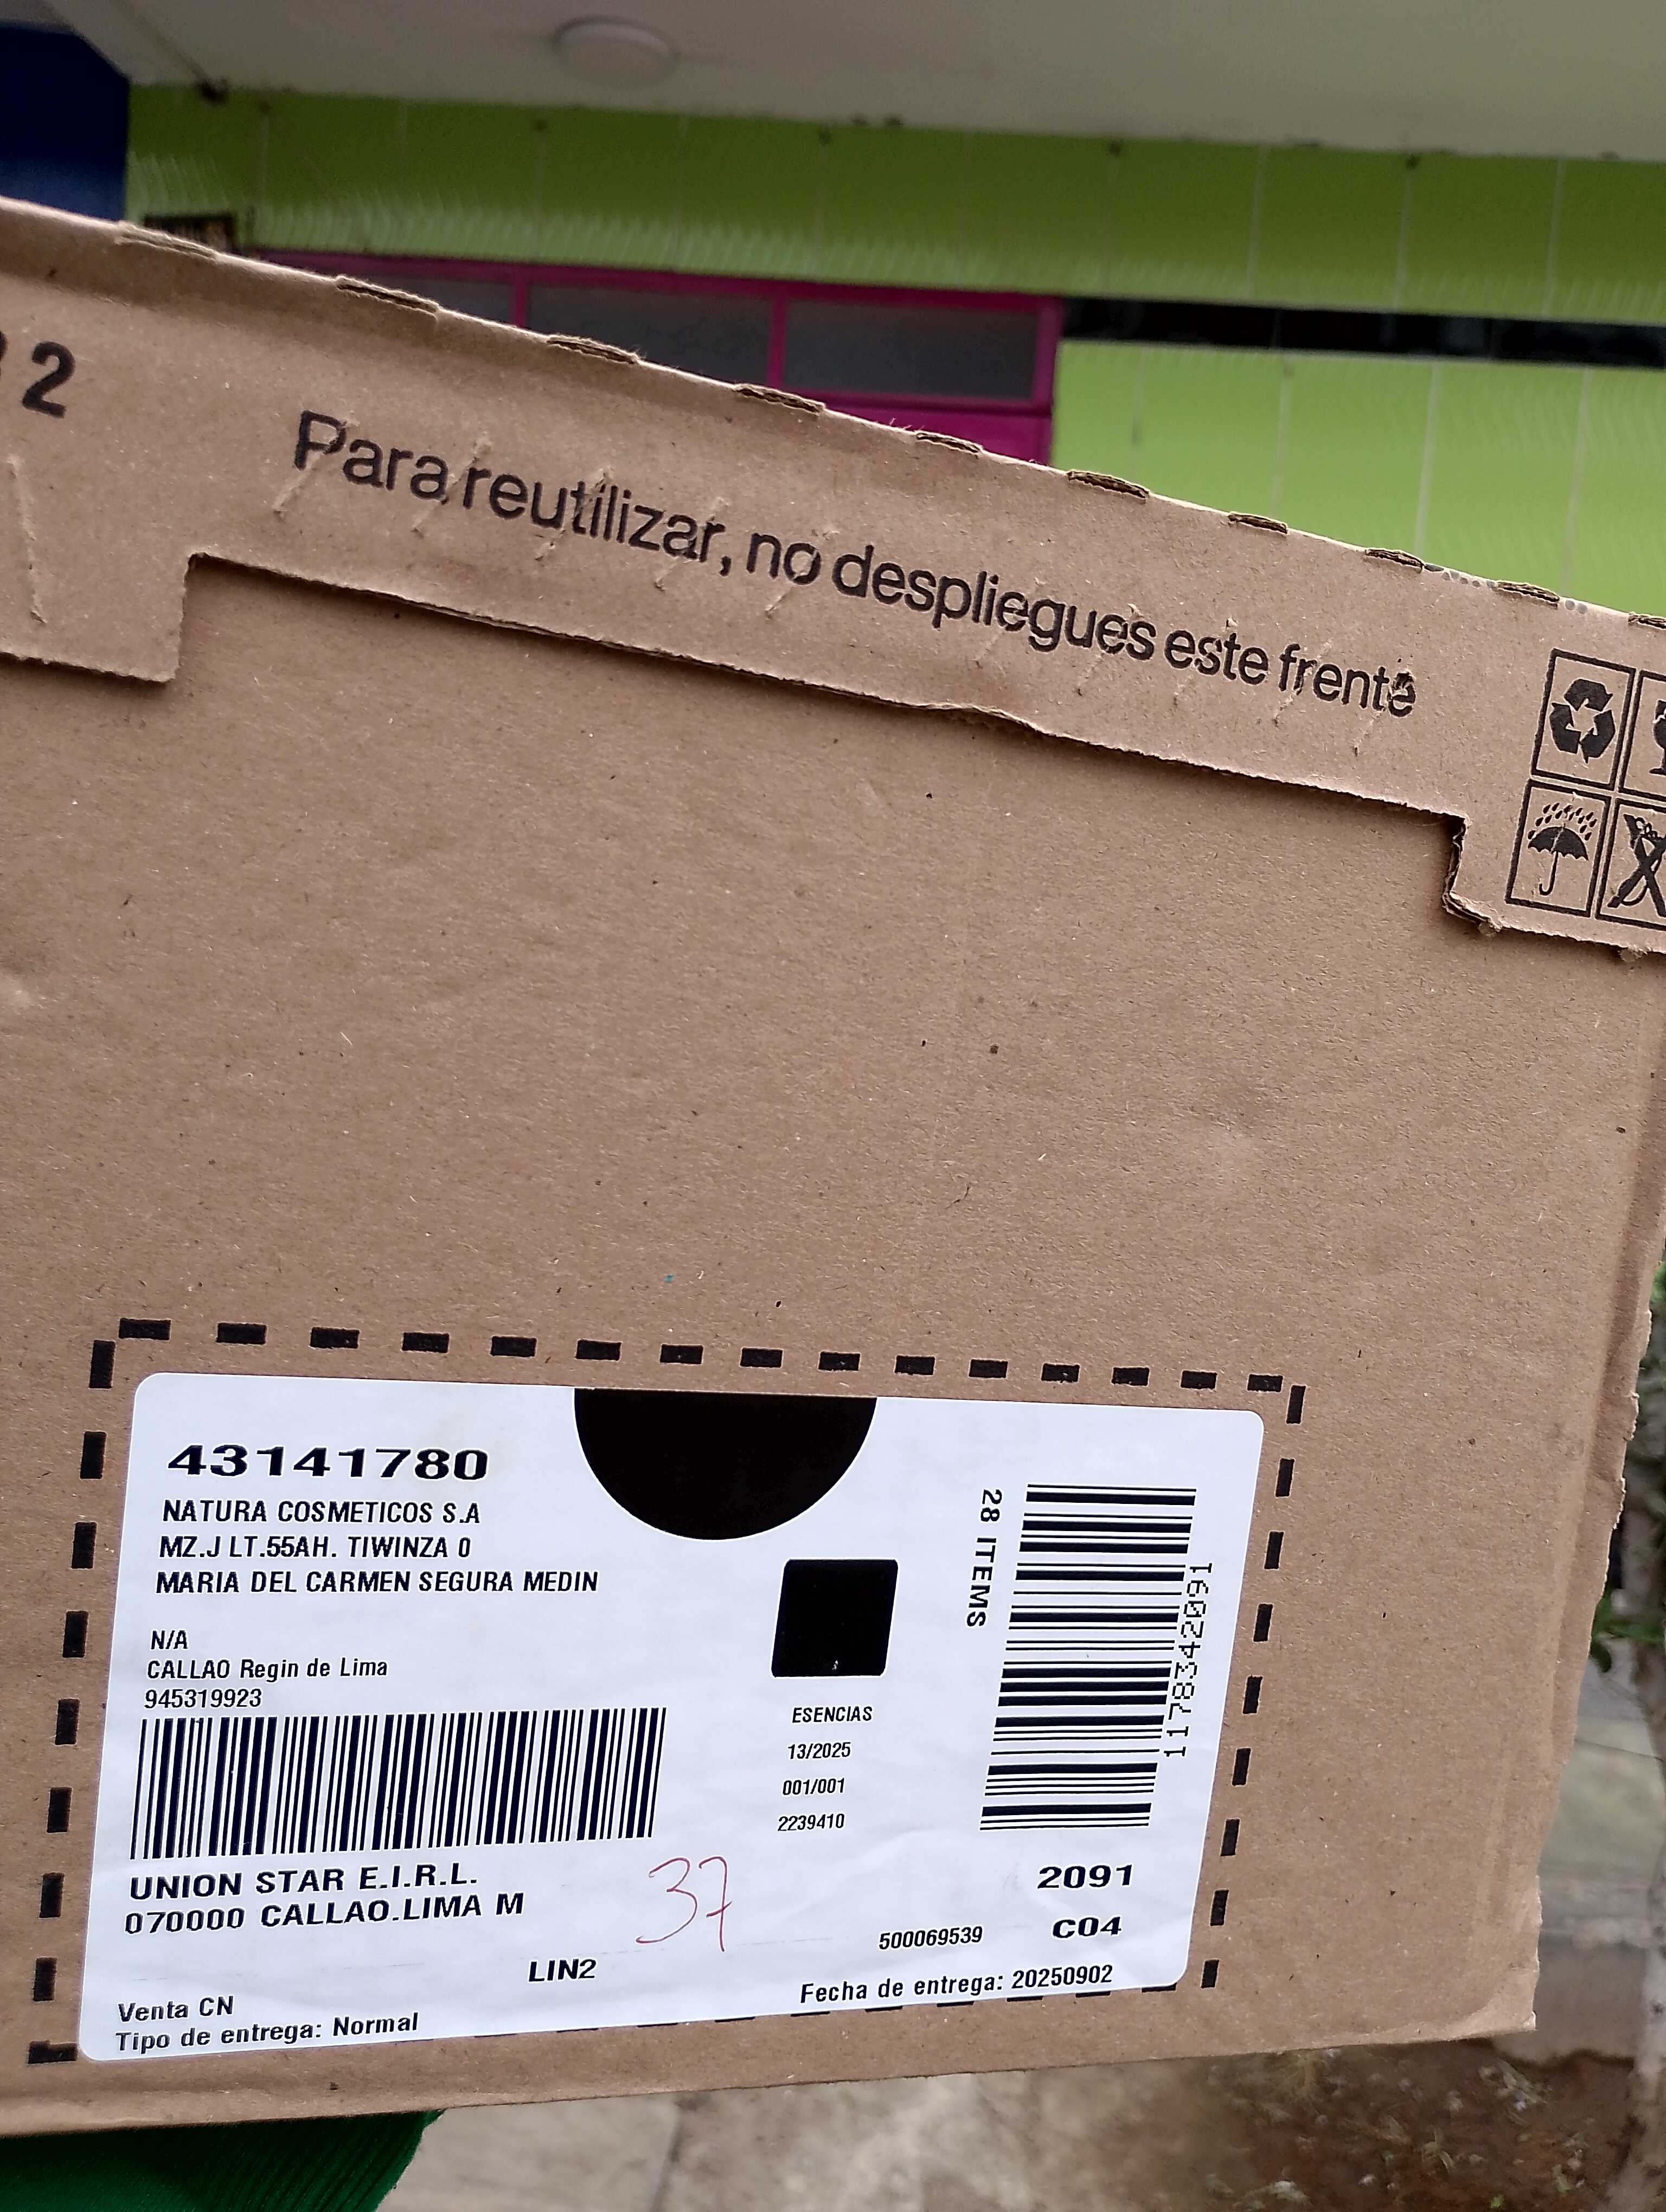 2
Para reutilizar, no despliegues este frente
43141780
NATURA COSMETICOS S.A
MZ.J LT.55AH. TIWINZA 0
MARIA DEL CARMEN SEGURA MEDIN
N/A
CALLAO Regin de Lima
945319923
28 ITEMS
1178342091
ESENCIAS
13/2025
001/001
2239410
UNION STAR E.I.R.L.
070000 CALLAO.LIMA M
37
2091
500069539
C04
LIN2
Fecha de entrega: 20250902
Venta CN
Tipo de entrega: Normal